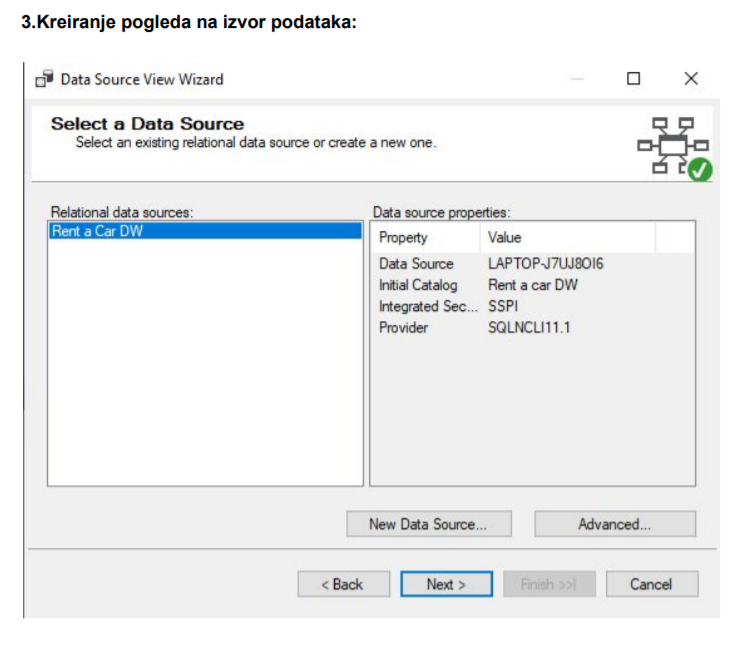 3.Kreiranje pogleda na izvor podataka:
Data Source View Wizard
Select a Data Source
Select an existing relational data source or create a new one.
Relational data sources:
Rent a Car DW
Data source properties:
Property Value
Data Source LAPTOP-J7UJ8OI6
Initial Catalog Rent a car DW
Integrated Sec... SSPI
Provider SQLNCLI11.1
New Data Source... Advanced...
< Back Next > Finish >>| Cancel